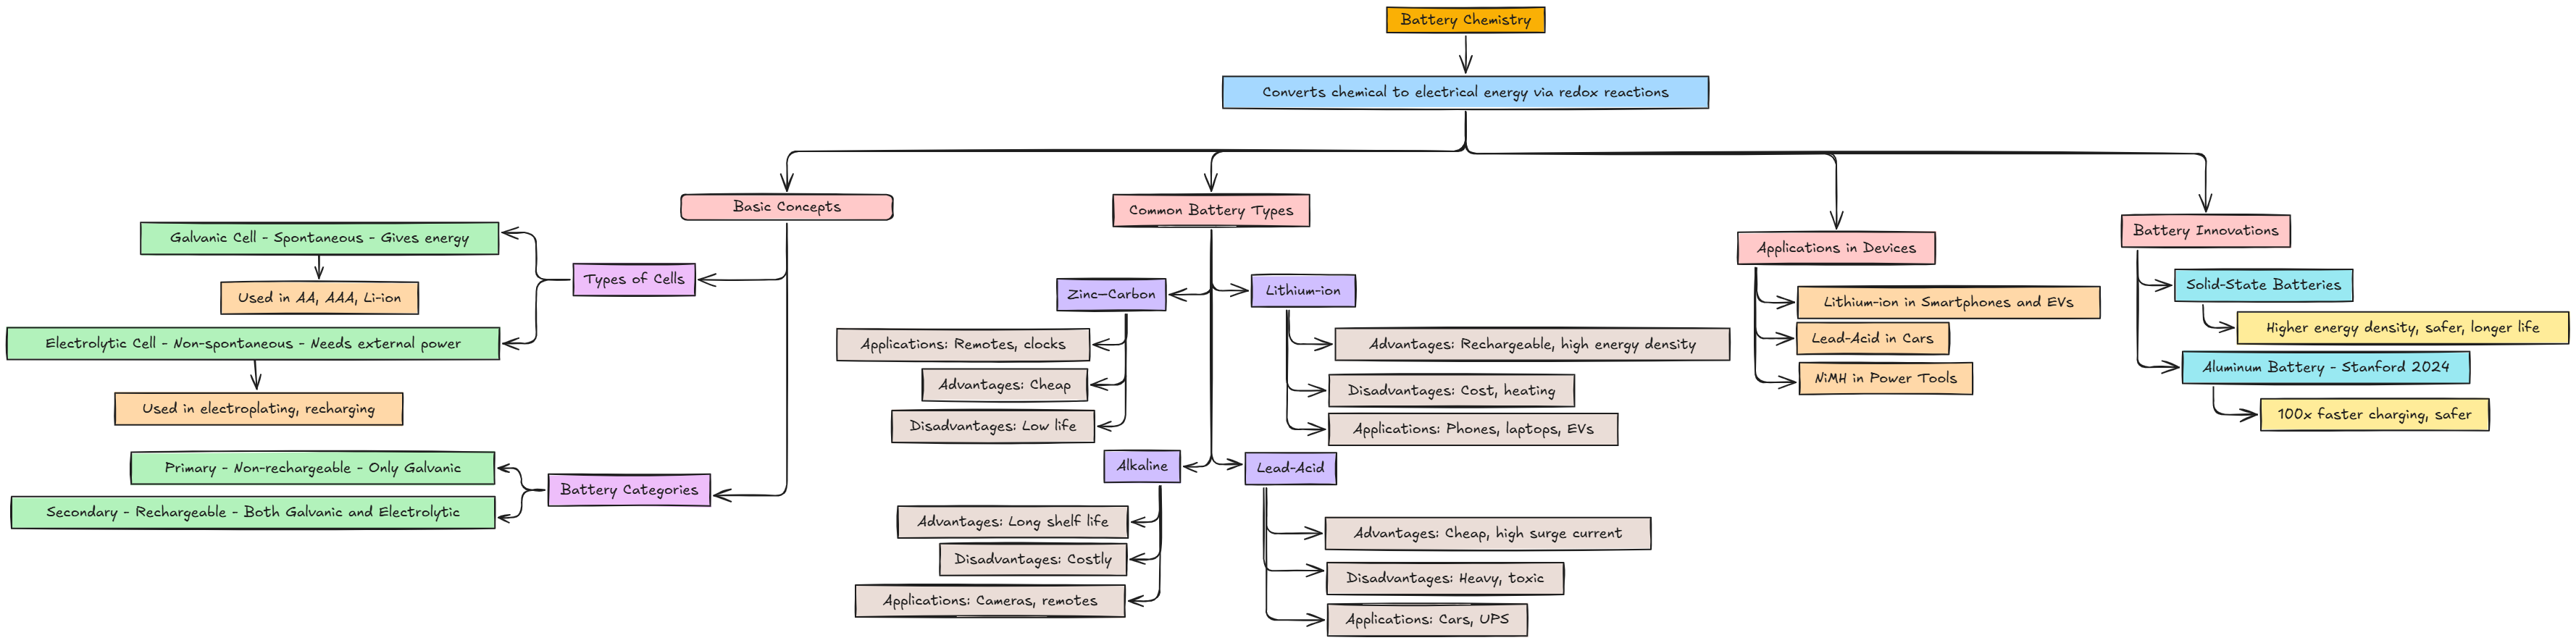 Battery Chemistry
Converts chemical to electrical energy via redox reactions
Basic Concepts
Types of Cells
Galvanic Cell - Spontaneous - Gives energy
Used in AA, AAA, Li-ion
Electrolytic Cell - Non-spontaneous - Needs external power
Used in electroplating, recharging
Battery Categories
Primary - Non-rechargeable - Only Galvanic
Secondary - Rechargeable - Both Galvanic and Electrolytic
Common Battery Types
Zinc–Carbon
Applications: Remotes, clocks
Advantages: Cheap
Disadvantages: Low life
Lithium-ion
Advantages: Rechargeable, high energy density
Disadvantages: Cost, heating
Applications: Phones, laptops, EVs
Alkaline
Advantages: Long shelf life
Disadvantages: Costly
Applications: Cameras, remotes
Lead-Acid
Advantages: Cheap, high surge current
Disadvantages: Heavy, toxic
Applications: Cars, UPS
Applications in Devices
Lithium-ion in Smartphones and EVs
Lead-Acid in Cars
NiMH in Power Tools
Battery Innovations
Solid-State Batteries
Higher energy density, safer, longer life
Aluminum Battery - Stanford 2024
100x faster charging, safer